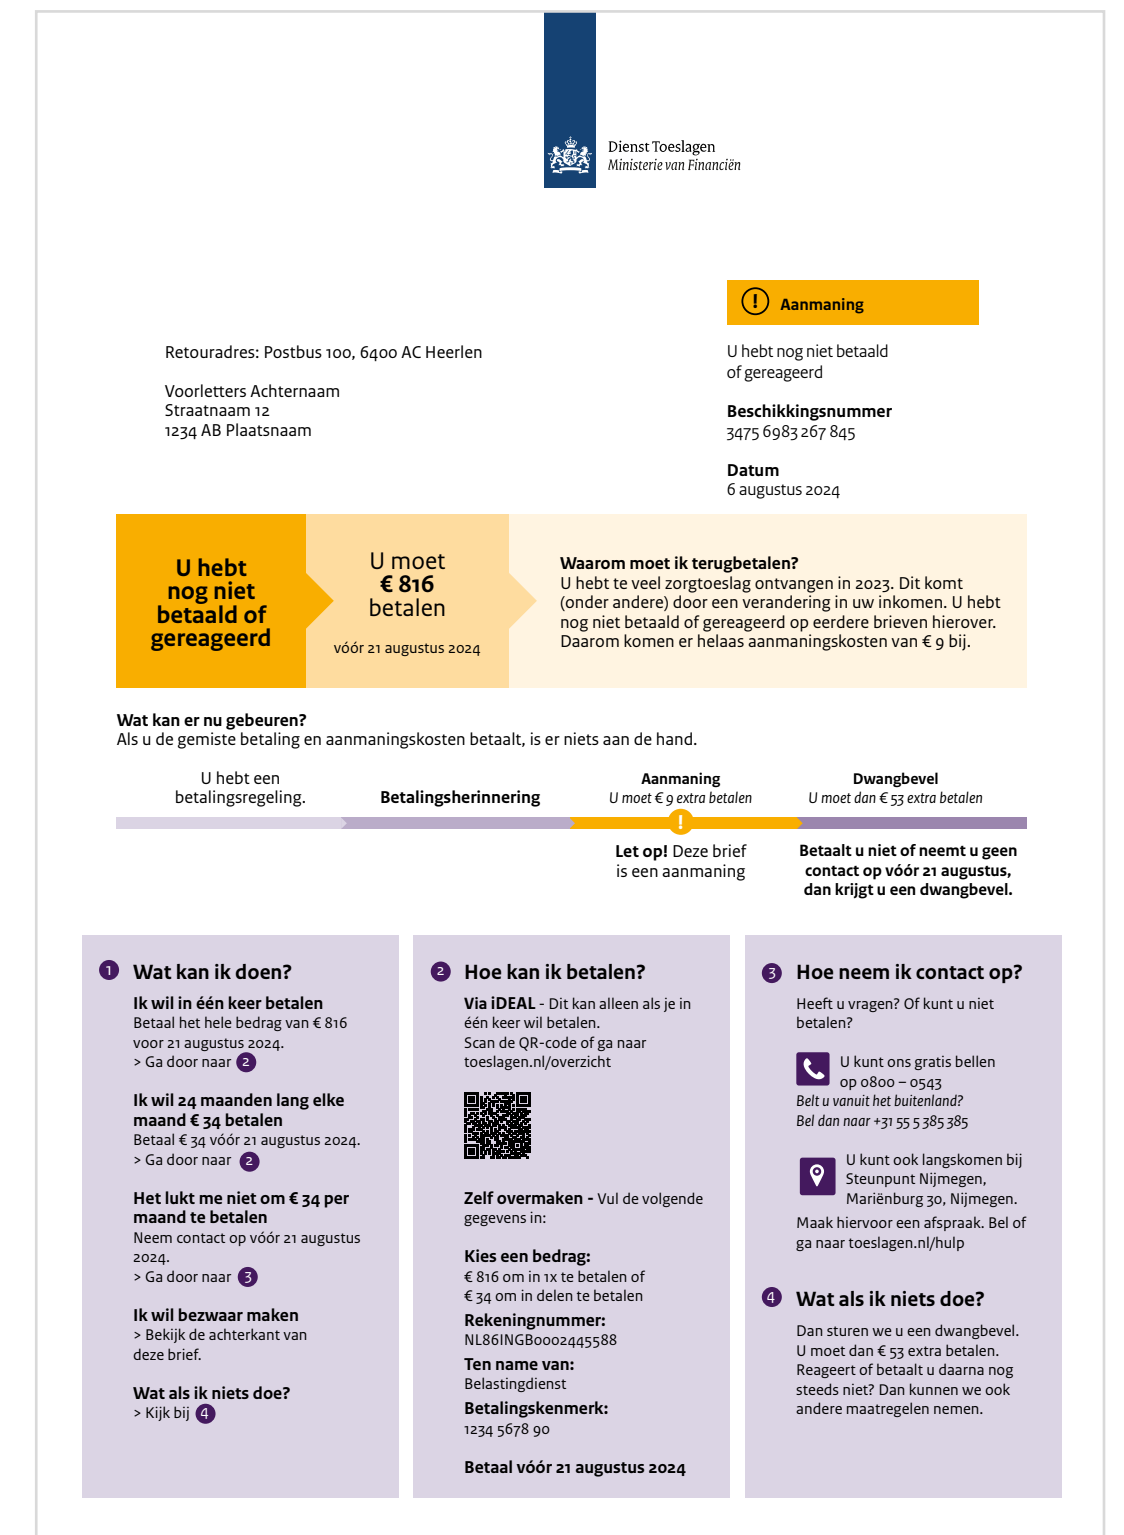 Dienst Toeslagen
Ministerie van Financiën
! Aanmaning
U hebt nog niet betaald
of gereageerd
Beschikkingsnummer
3475 6983 267 845
Datum
6 augustus 2024
Retouradres: Postbus 100, 6400 AC Heerlen
Voorletters Achternaam
Straatnaam 12
1234 AB Plaatsnaam
U hebt
nog niet
betaald of
gereageerd
U moet
€ 816
betalen
vóór 21 augustus 2024
Waarom moet ik terugbetalen?
U hebt te veel zorgtoeslag ontvangen in 2023. Dit komt
(onder andere) door een verandering in uw inkomen. U hebt
nog niet betaald of gereageerd op eerdere brieven hierover.
Daarom komen er helaas aanmaningskosten van € 9 bij.
Wat kan er nu gebeuren?
Als u de gemiste betaling en aanmaningskosten betaalt, is er niets aan de hand.
U hebt een
betalingsregeling.
Betalingsherinnering
Aanmaning
U moet € 9 extra betalen
!
Let op! Deze brief
is een aanmaning
Dwangbevel
U moet dan € 53 extra betalen
Betaalt u niet of neemt u geen
contact op vóór 21 augustus,
dan krijgt u een dwangbevel.
1 Wat kan ik doen?
Ik wil in één keer betalen
Betaal het hele bedrag van € 816
voor 21 augustus 2024.
> Ga door naar 2
Ik wil 24 maanden lang elke
maand € 34 betalen
Betaal € 34 vóór 21 augustus 2024.
> Ga door naar 2
Het lukt me niet om € 34 per
maand te betalen
Neem contact op vóór 21 augustus
2024.
> Ga door naar 3
Ik wil bezwaar maken
> Bekijk de achterkant van
deze brief.
Wat als ik niets doe?
> Kijk bij 4
2 Hoe kan ik betalen?
Via iDEAL - Dit kan alleen als je in
één keer wil betalen.
Scan de QR-code of ga naar
toeslagen.nl/overzicht
Zelf overmaken - Vul de volgende
gegevens in:
Kies een bedrag:
€ 816 om in 1x te betalen of
€ 34 om in delen te betalen
Rekeningnummer:
NL86INGB0002445588
Ten name van:
Belastingdienst
Betalingskenmerk:
1234 5678 90
Betaal vóór 21 augustus 2024
3 Hoe neem ik contact op?
Heeft u vragen? Of kunt u niet
betalen?
U kunt ons gratis bellen
op 0800 – 0543
Belt u vanuit het buitenland?
Bel dan naar +31 55 5 385 385
U kunt ook langskomen bij
Steunpunt Nijmegen,
Mariënburg 30, Nijmegen.
Maak hiervoor een afspraak. Bel of
ga naar toeslagen.nl/hulp
4 Wat als ik niets doe?
Dan sturen we u een dwangbevel.
U moet dan € 53 extra betalen.
Reageert of betaalt u daarna nog
steeds niet? Dan kunnen we ook
andere maatregelen nemen.